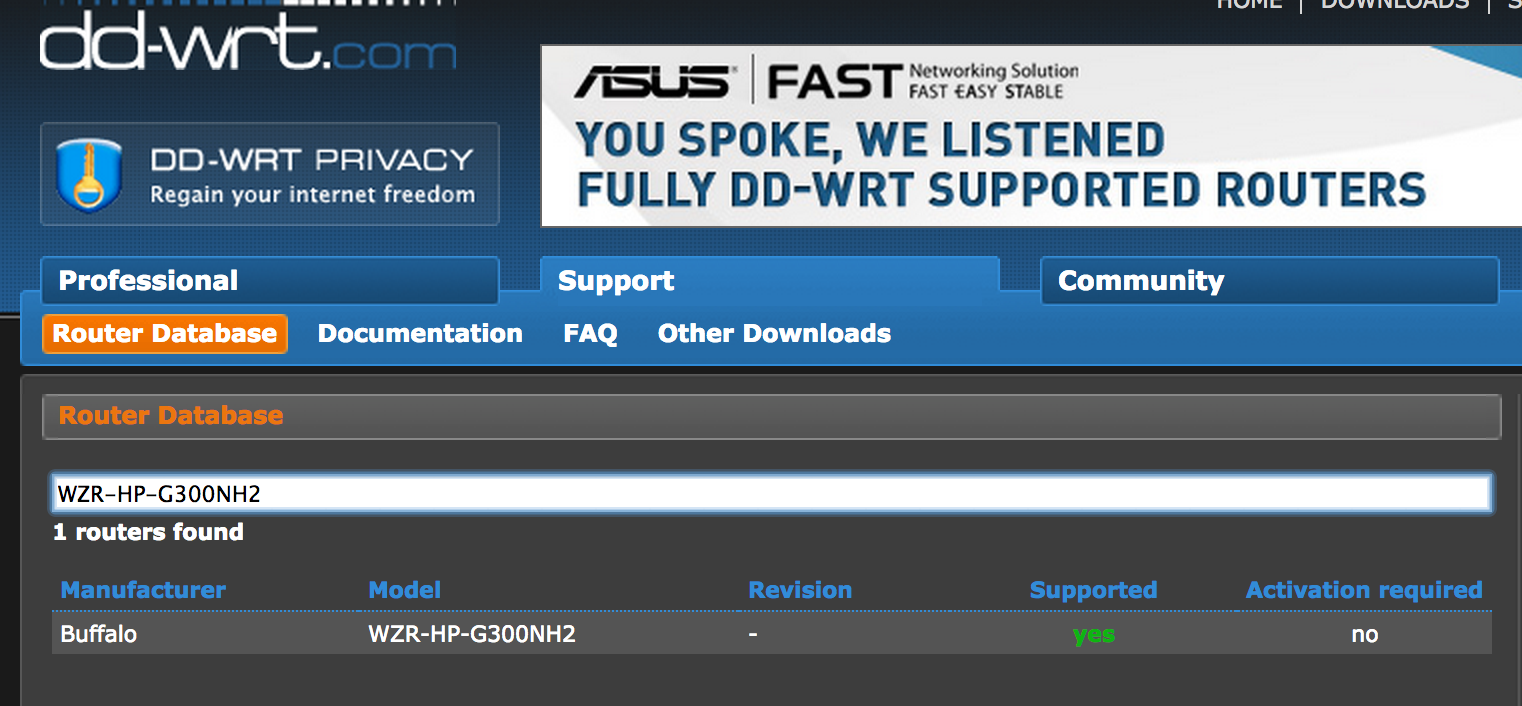 HOME | DOWNLOADS |
dd-wrt.com
ASUS | FAST Networking Solution
FAST EASY STABLE
YOU SPOKE, WE LISTENED
FULLY DD-WRT SUPPORTED ROUTERS
DD-WRT PRIVACY
Regain your internet freedom
Professional Support Community
Router Database Documentation FAQ Other Downloads
Router Database
WZR-HP-G300NH2
1 routers found
Manufacturer Model Revision Supported Activation required
Buffalo WZR-HP-G300NH2 - yes no